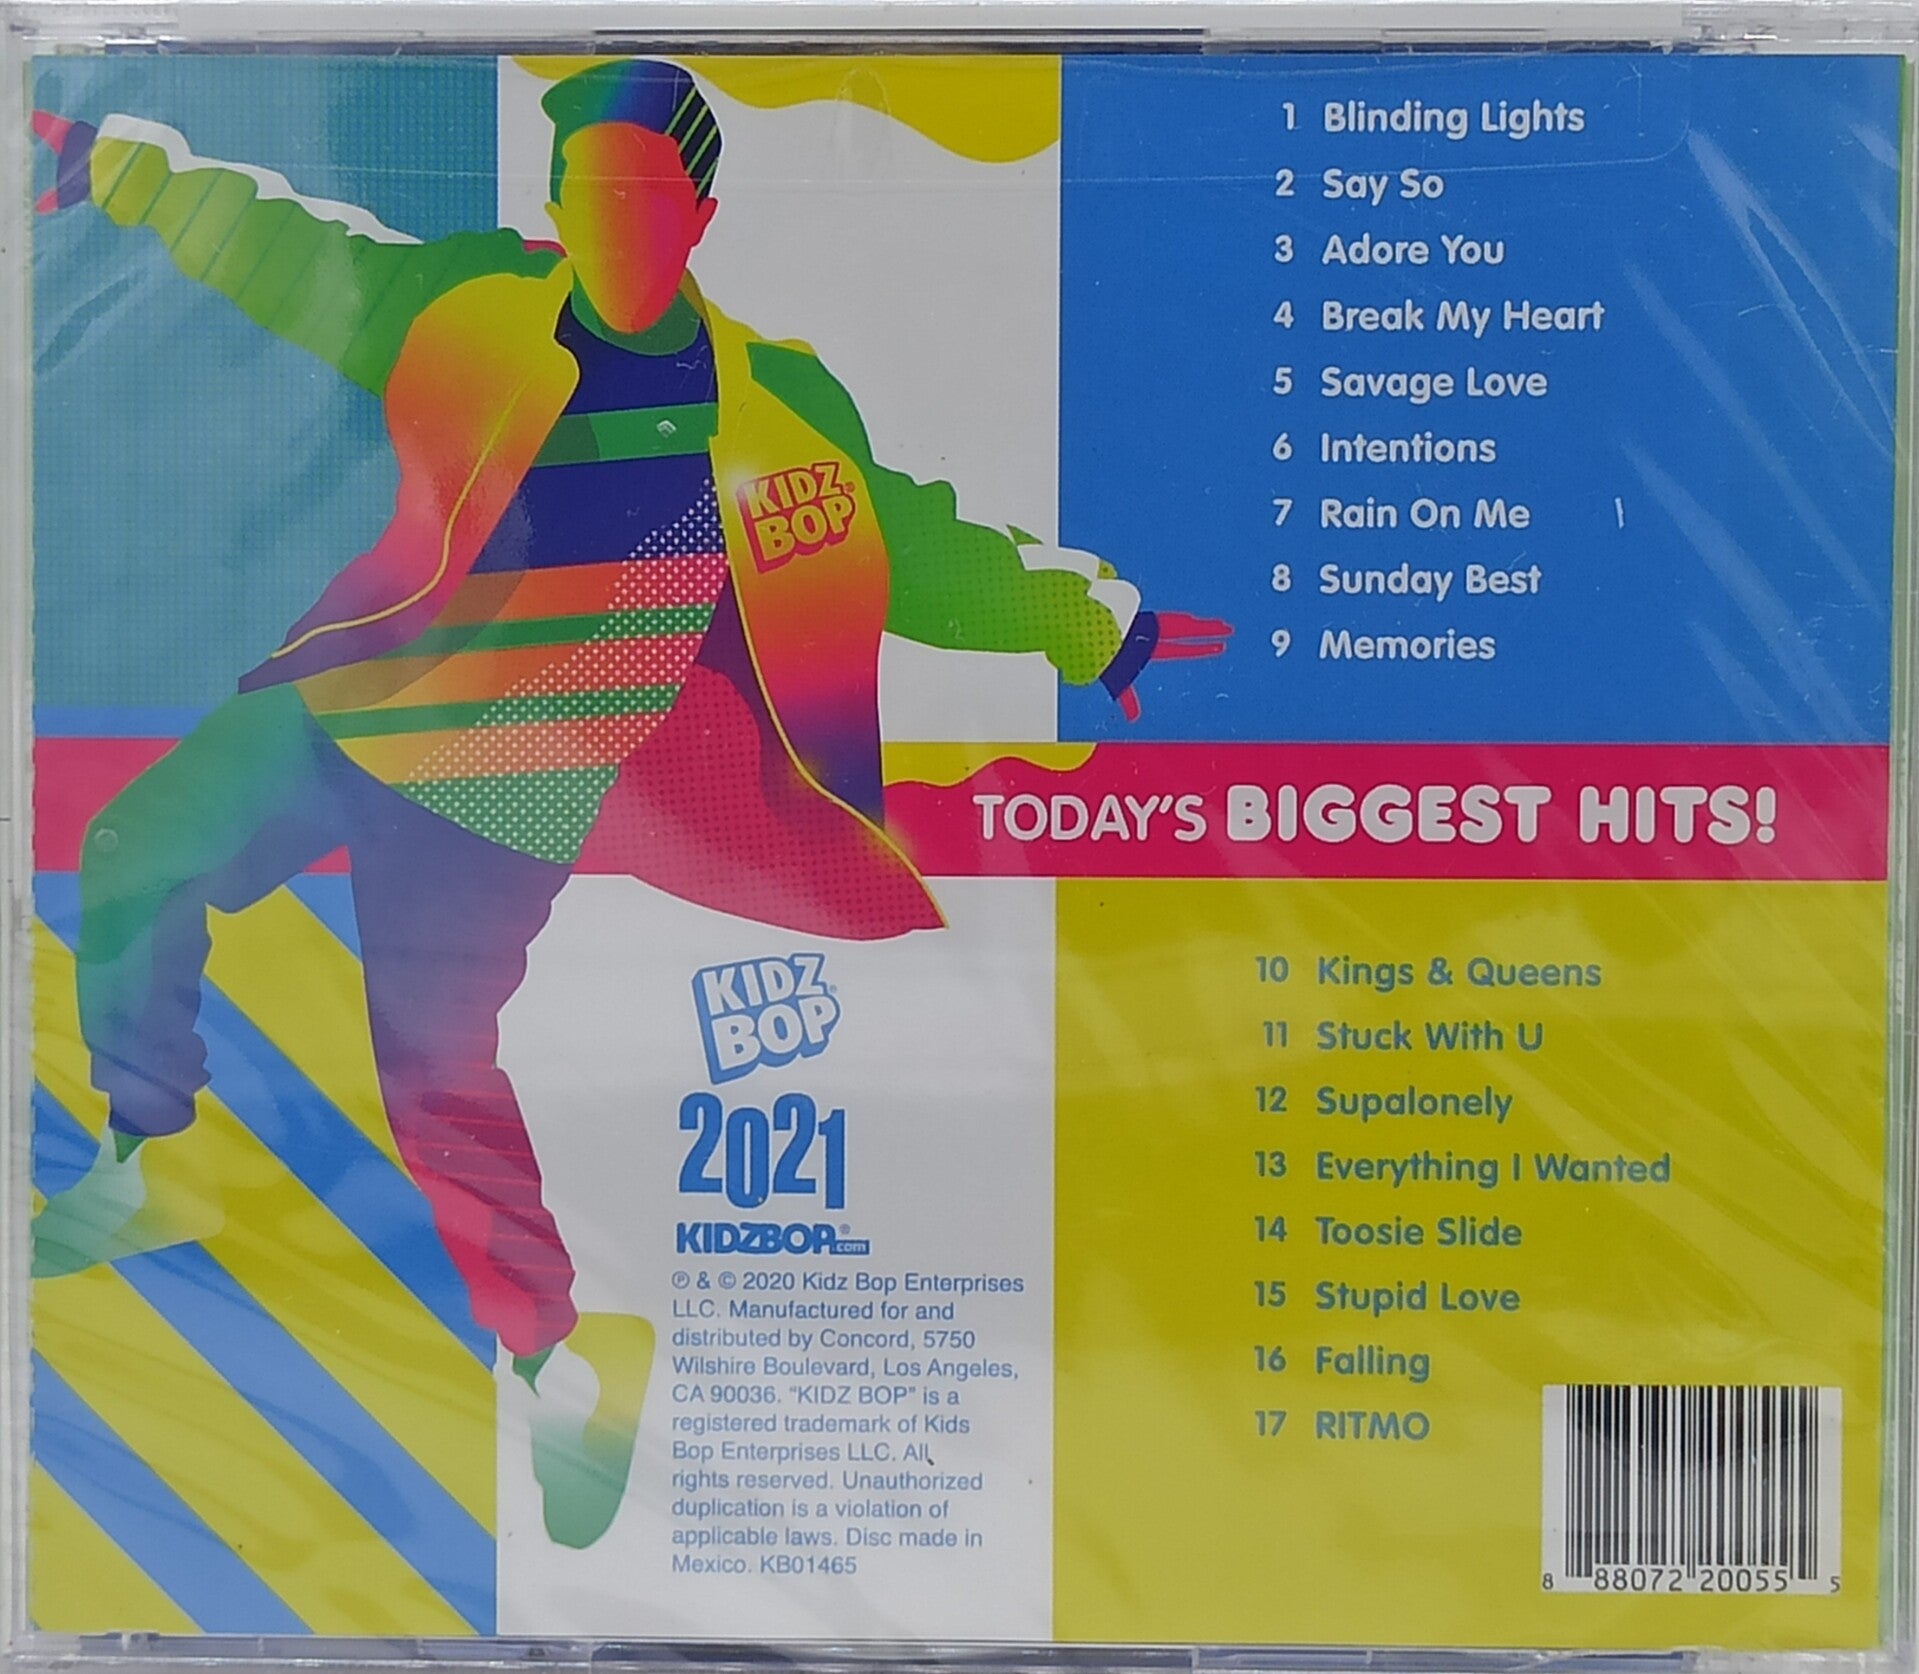 1 Blinding Lights
2 Say So
3 Adore You
4 Break My Heart
5 Savage Love
6 Intentions
7 Rain On Me
8 Sunday Best
9 Memories
KIDZ
BOP®
TODAY'S BIGGEST HITS!
10 Kings & Queens
11 Stuck With U
12 Supalonely
13 Everything I Wanted
14 Toosie Slide
15 Stupid Love
16 Falling
17 RITMO
KIDZ
BOP®
2021
KIDZBOP®.com
℗ & © 2020 Kidz Bop Enterprises
LLC. Manufactured for and
distributed by Concord, 5750
Wilshire Boulevard, Los Angeles,
CA 90036. “KIDZ BOP” is a
registered trademark of Kids
Bop Enterprises LLC. All
rights reserved. Unauthorized
duplication is a violation of
applicable laws. Disc made in
Mexico. KB01465
8 88072 20055 5